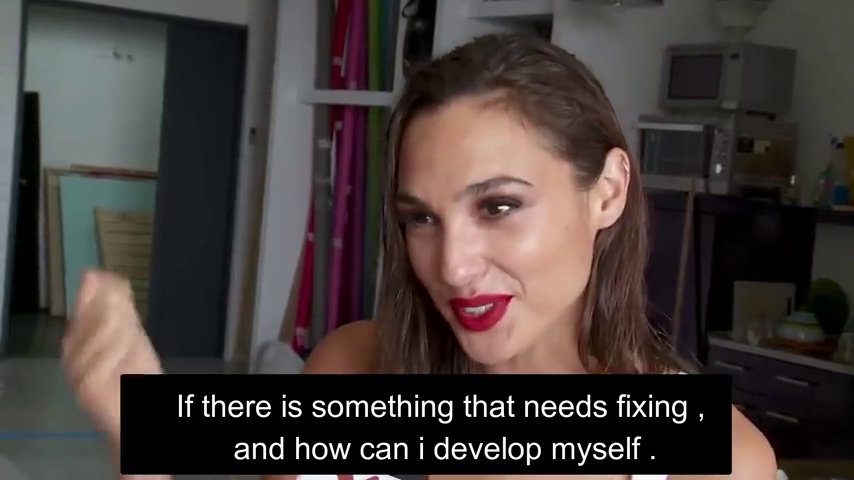 If there is something that needs fixing ,
and how can i develop myself .